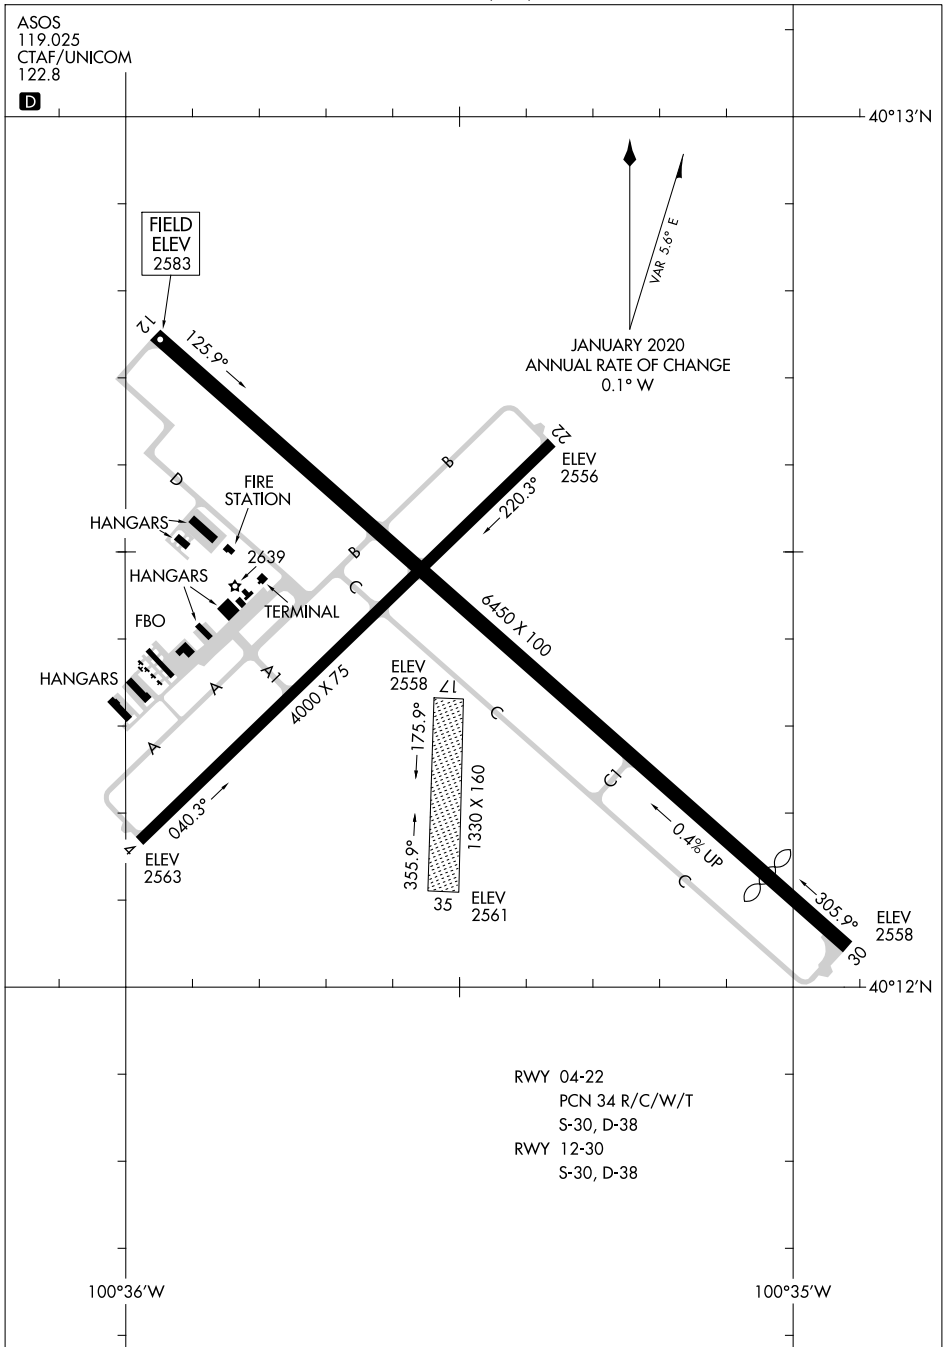 ASOS
119.025
CTAF/UNICOM
122.8
D
40°13'N
FIELD
ELEV
2583
VAR 5.6° E
JANUARY 2020
ANNUAL RATE OF CHANGE
0.1° W
12
125.9°
22
ELEV
2556
220.3°
B
D
FIRE
STATION
HANGARS
B
2639
HANGARS
C
TERMINAL
FBO
6450 X 100
HANGARS
A1
A
4000 X 75
ELEV
2558
17
175.9°
C
A
1330 X 160
C1
040.3°
355.9°
0.4% UP
4
ELEV
2563
C
35
ELEV
2561
305.9°
ELEV
2558
30
40°12'N
RWY 04-22
PCN 34 R/C/W/T
S-30, D-38
RWY 12-30
S-30, D-38
100°36'W
100°35'W